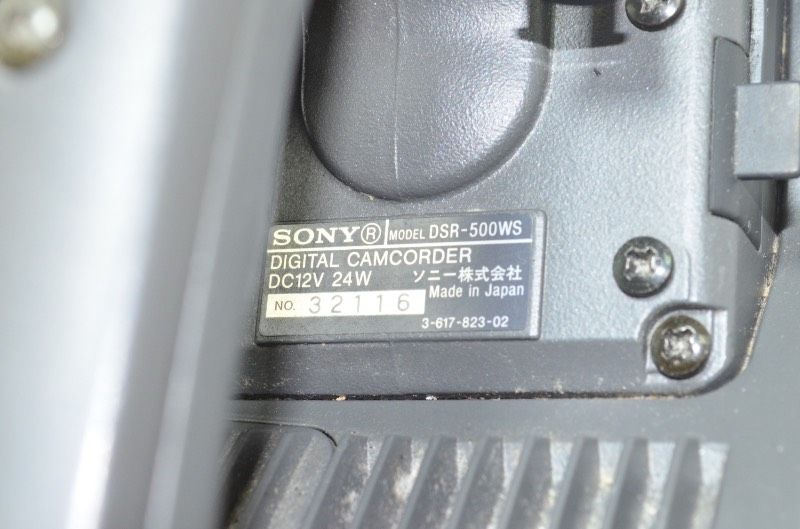 SONY® MODEL DSR-500WS
DIGITAL CAMCORDER
DC12V 24W ソニー株式会社
Made in Japan
NO. 32116
3-617-823-02